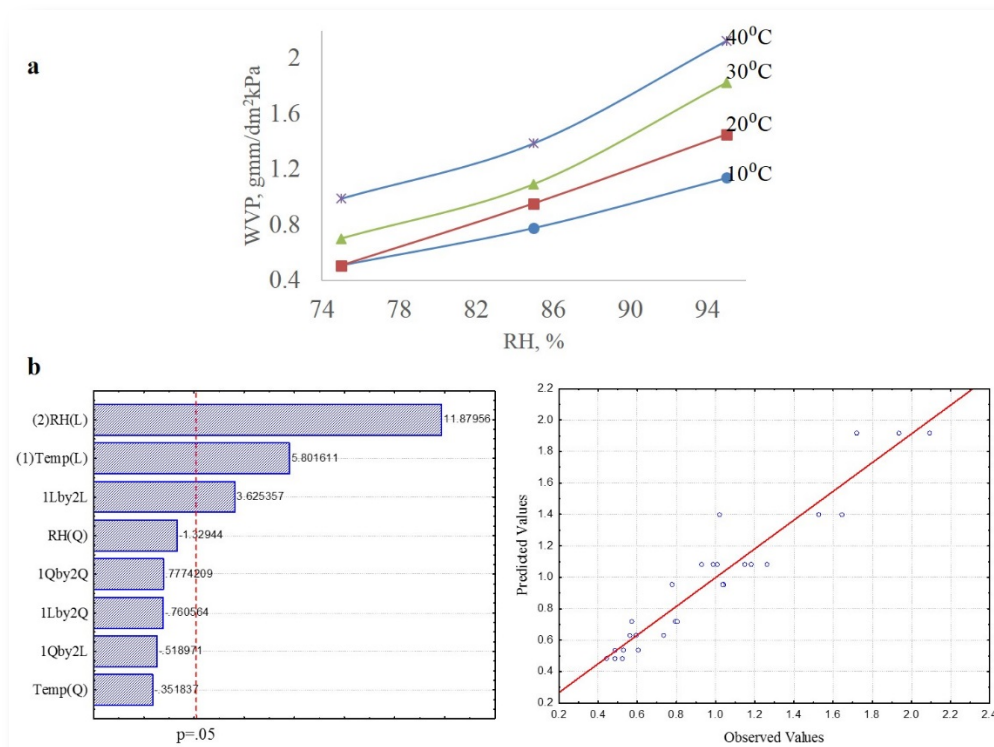 a
WVP, gmm/dm²kPa
2
1.6
1.2
0.8
0.4
40⁰C
30⁰C
20⁰C
10⁰C
74 78 82 86 90 94
RH, %
b
(2)RH(L) 11.87956
(1)Temp(L) 5.801611
1Lby2L 3.625357
RH(Q) -1.32944
1Qby2Q .7774209
1Lby2Q -.760564
1Qby2L -.518971
Temp(Q) -.351837
p=.05
Predicted Values
2.2
2.0
1.8
1.6
1.4
1.2
1.0
0.8
0.6
0.4
0.2
0.2 0.4 0.6 0.8 1.0 1.2 1.4 1.6 1.8 2.0 2.2 2.4
Observed Values